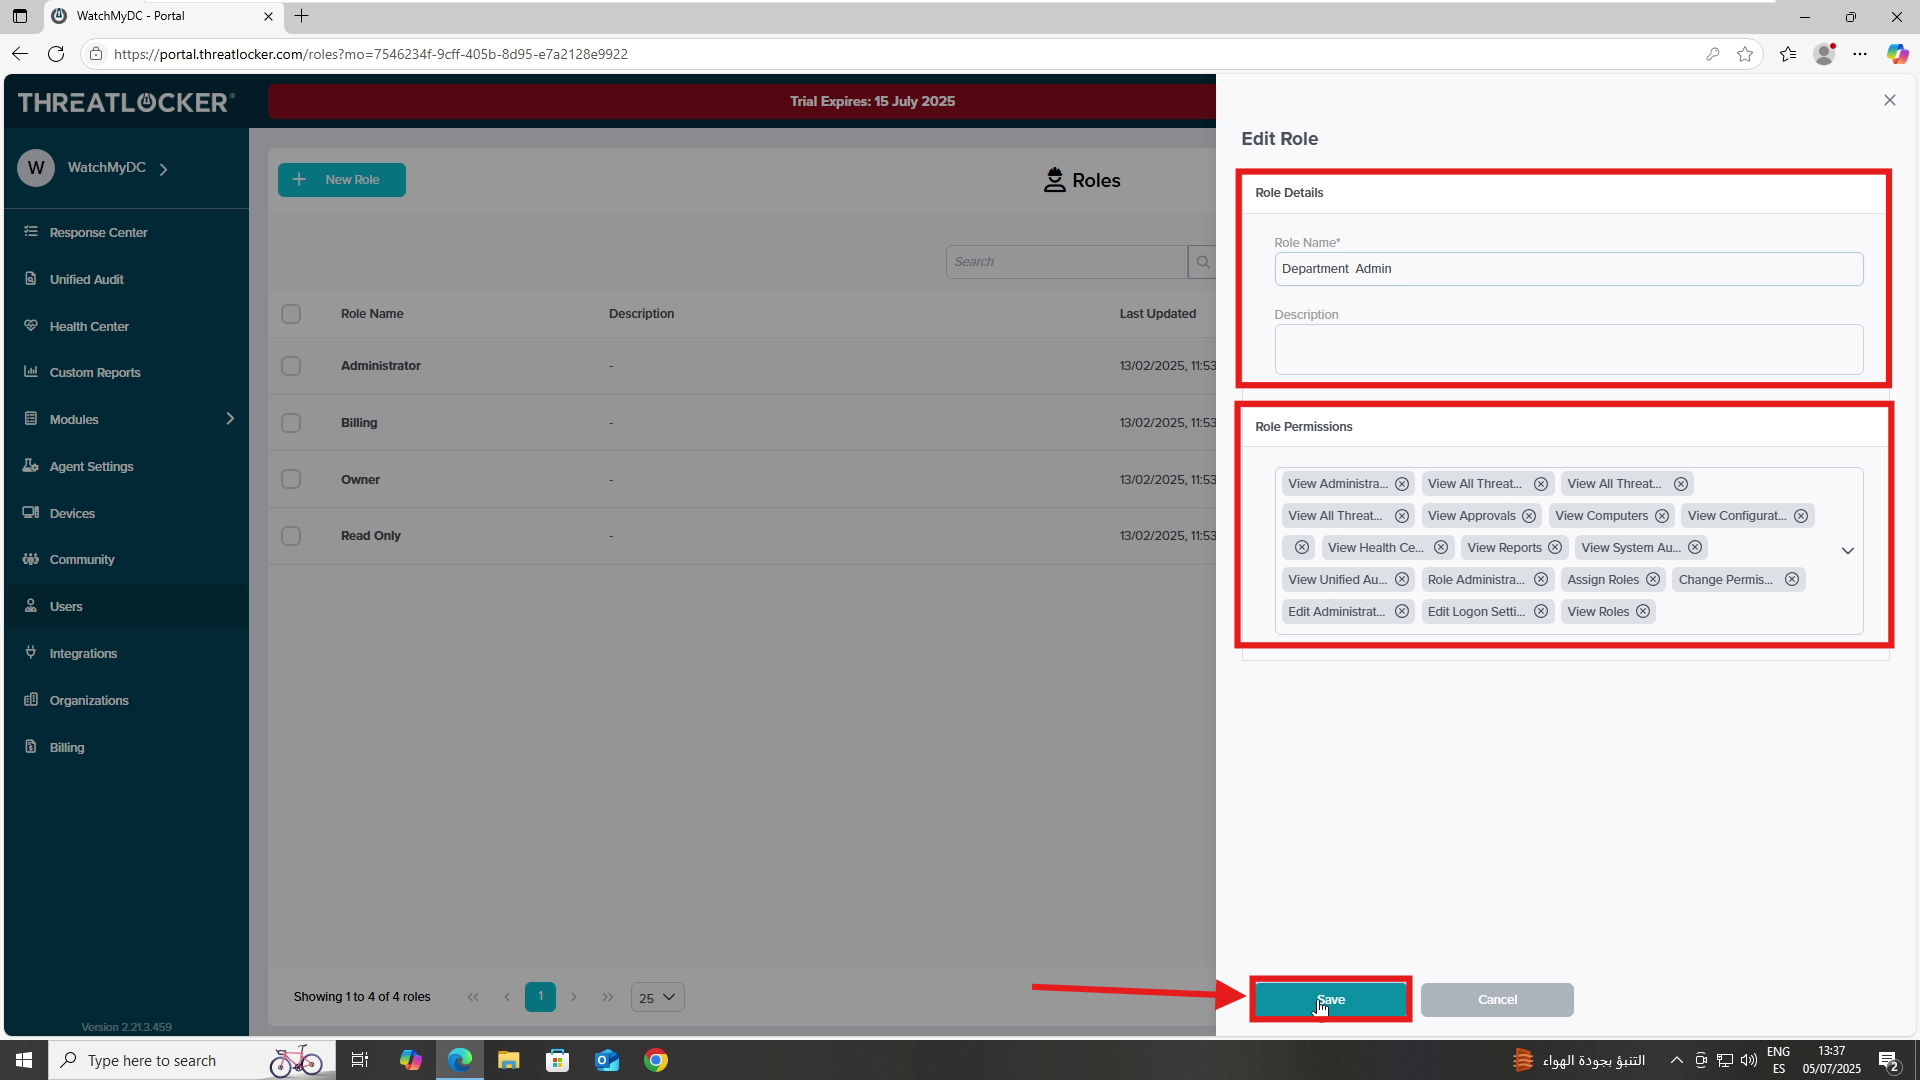 WatchMyDC - Portal
https://portal.threatlocker.com/roles?mo=7546234f-9cff-405b-8d95-e7a2128e9922
THREATLOCKER
Trial Expires: 15 July 2025
W WatchMyDC
Response Center
Unified Audit
Health Center
Custom Reports
Modules
Agent Settings
Devices
Community
Users
Integrations
Organizations
Billing
Version 2.21.3.459
New Role
Roles
Search
Role Name Description Last Updated
Administrator - 13/02/2025, 11:53
Billing - 13/02/2025, 11:53
Owner - 13/02/2025, 11:53
Read Only - 13/02/2025, 11:53
Showing 1 to 4 of 4 roles « ‹ 1 › » 25
Edit Role
Role Details
Role Name*
Department  Admin
Description
Role Permissions
View Administra... View All Threat... View All Threat...
View All Threat... View Approvals View Computers View Configurat...
View Health Ce... View Reports View System Au...
View Unified Au... Role Administra... Assign Roles Change Permis...
Edit Administrat... Edit Logon Setti... View Roles
Save Cancel
Type here to search
التنبؤ بجودة الهواء
ENG
ES
13:37
05/07/2025
2